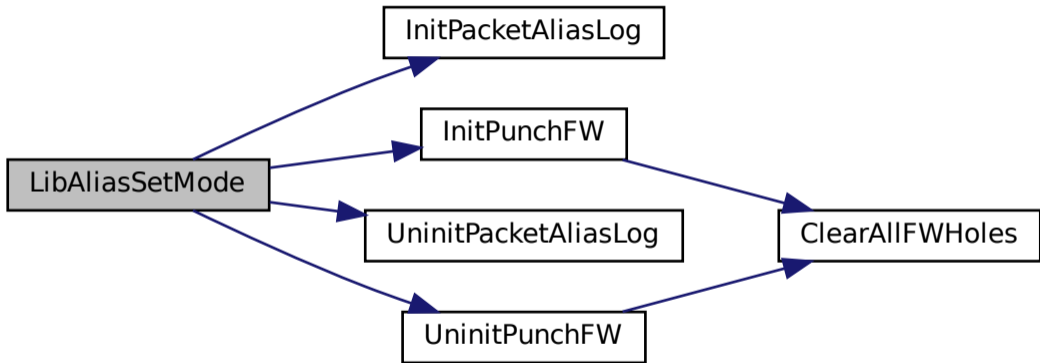 InitPacketAliasLog
InitPunchFW
LibAliasSetMode
UninitPacketAliasLog
ClearAllFWHoles
UninitPunchFW